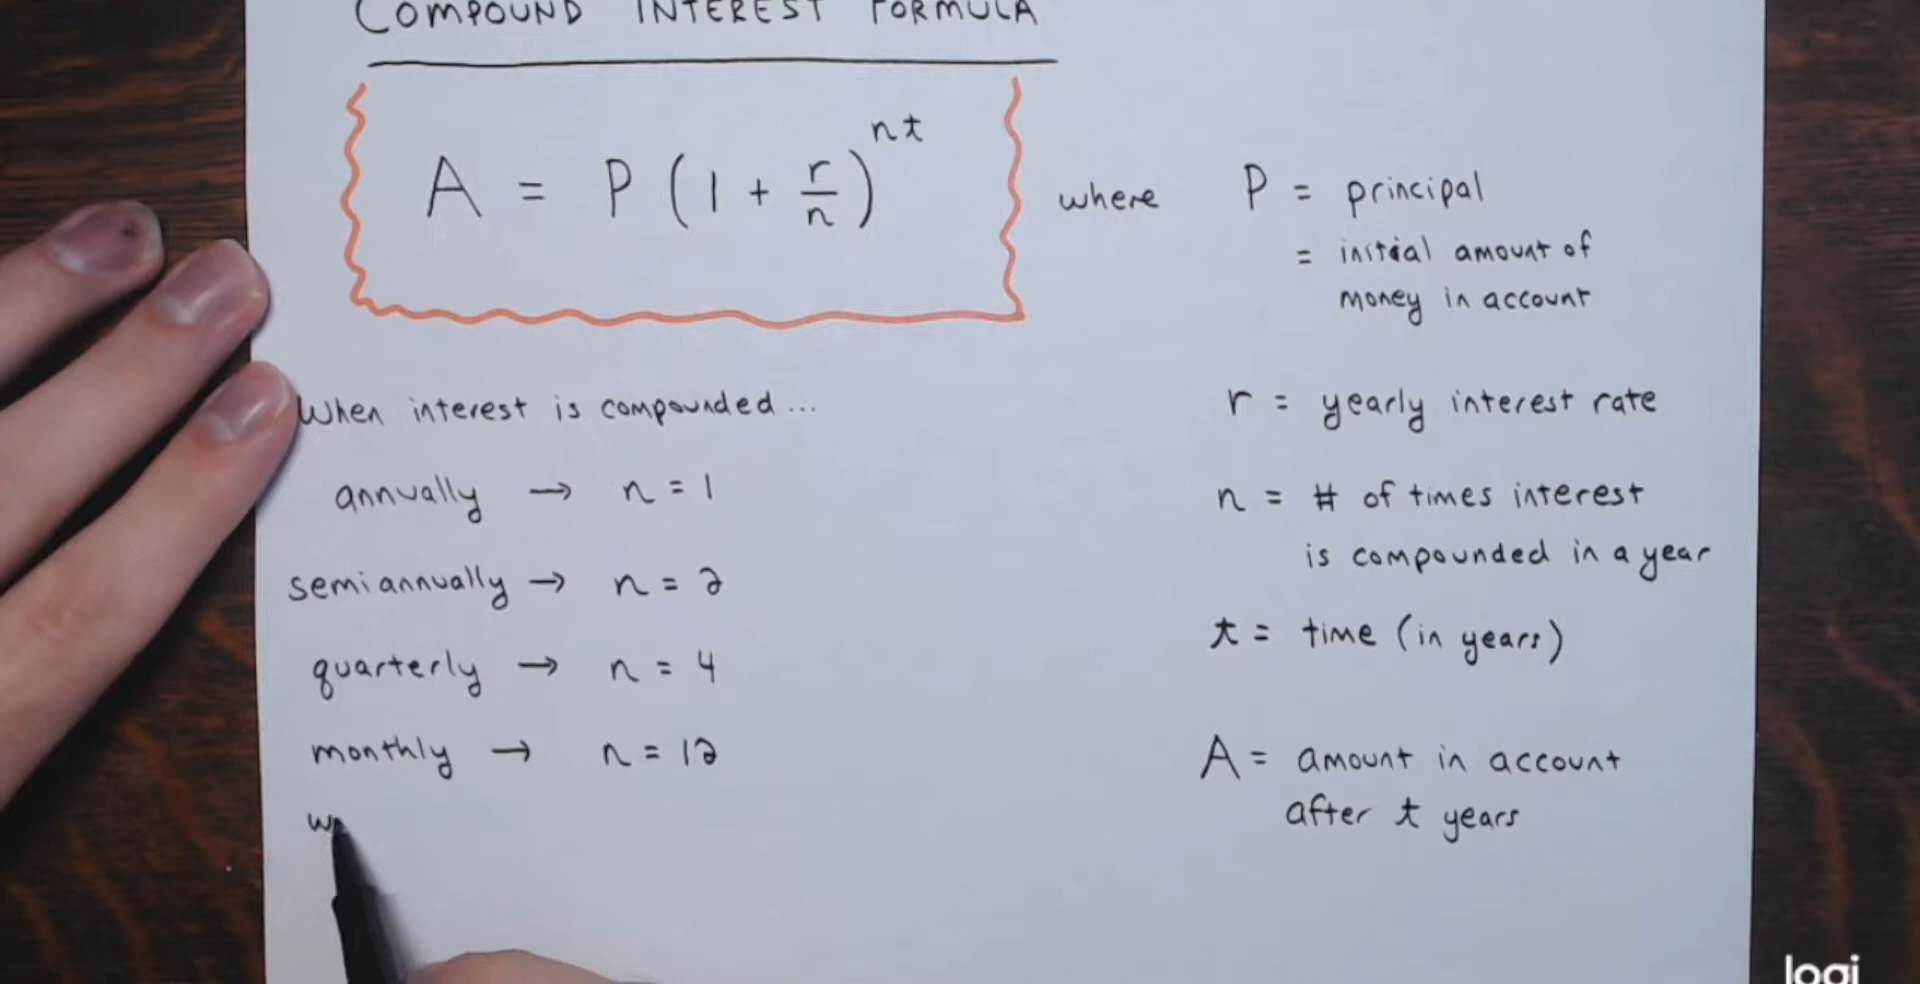 COMPOUND INTEREST FORMULA
A = P (1 + r/n)^nt
where P = principal
= initial amount of
money in account
r = yearly interest rate
n = # of times interest
is compounded in a year
t = time (in years)
A = amount in account
after t years
When interest is compounded ...
annually → n = 1
semiannually → n = 2
quarterly → n = 4
monthly → n = 12
w
logi